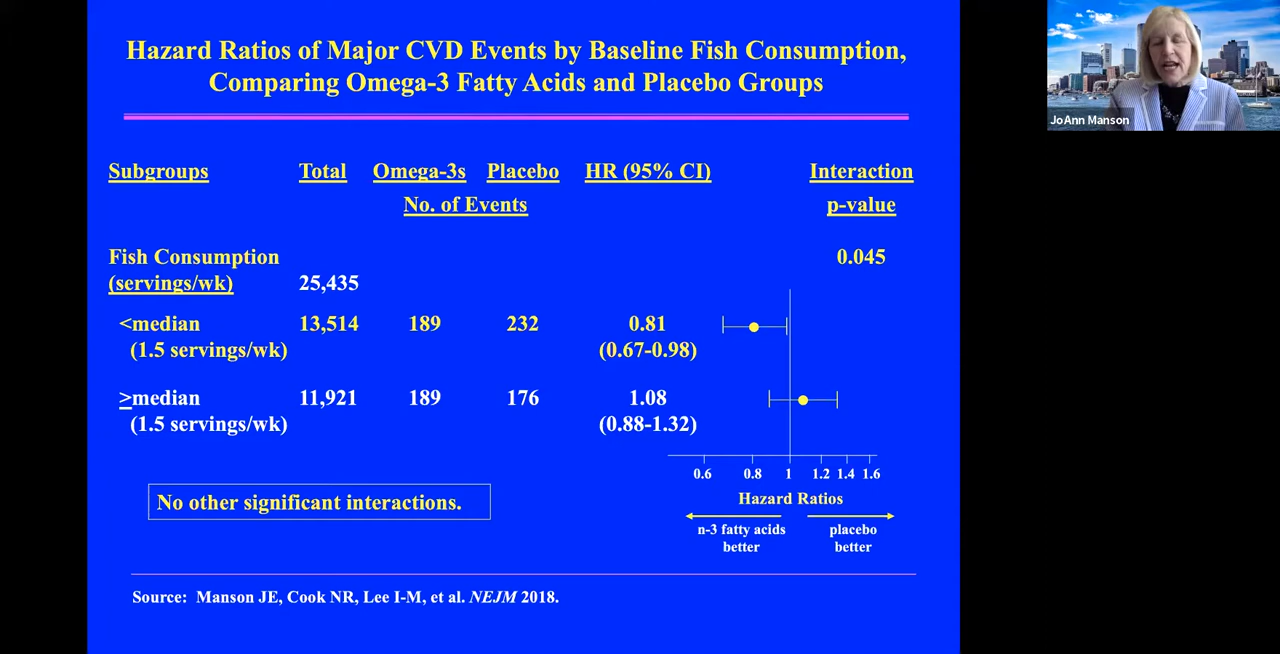 Hazard Ratios of Major CVD Events by Baseline Fish Consumption,
Comparing Omega-3 Fatty Acids and Placebo Groups
JoAnn Manson
Subgroups Total Omega-3s Placebo HR (95% CI) Interaction
No. of Events p-value
Fish Consumption 0.045
(servings/wk) 25,435
<median 13,514 189 232 0.81
(1.5 servings/wk) (0.67-0.98)
≥median 11,921 189 176 1.08
(1.5 servings/wk) (0.88-1.32)
0.6 0.8 1 1.2 1.4 1.6
Hazard Ratios
n-3 fatty acids placebo
better better
No other significant interactions.
Source: Manson JE, Cook NR, Lee I-M, et al. NEJM 2018.